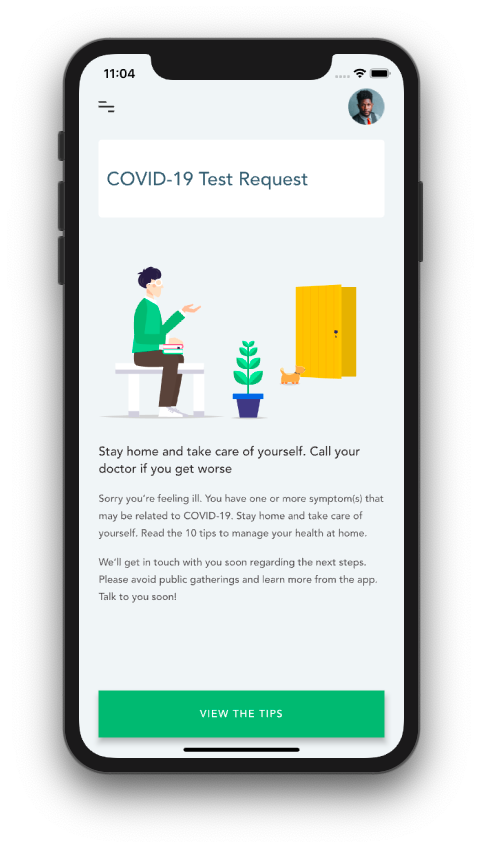 11:04
COVID-19 Test Request
Stay home and take care of yourself. Call your
doctor if you get worse
Sorry you're feeling ill. You have one or more symptom(s) that
may be related to COVID-19. Stay home and take care of
yourself. Read the 10 tips to manage your health at home.
We'll get in touch with you soon regarding the next steps.
Please avoid public gatherings and learn more from the app.
Talk to you soon!
VIEW THE TIPS